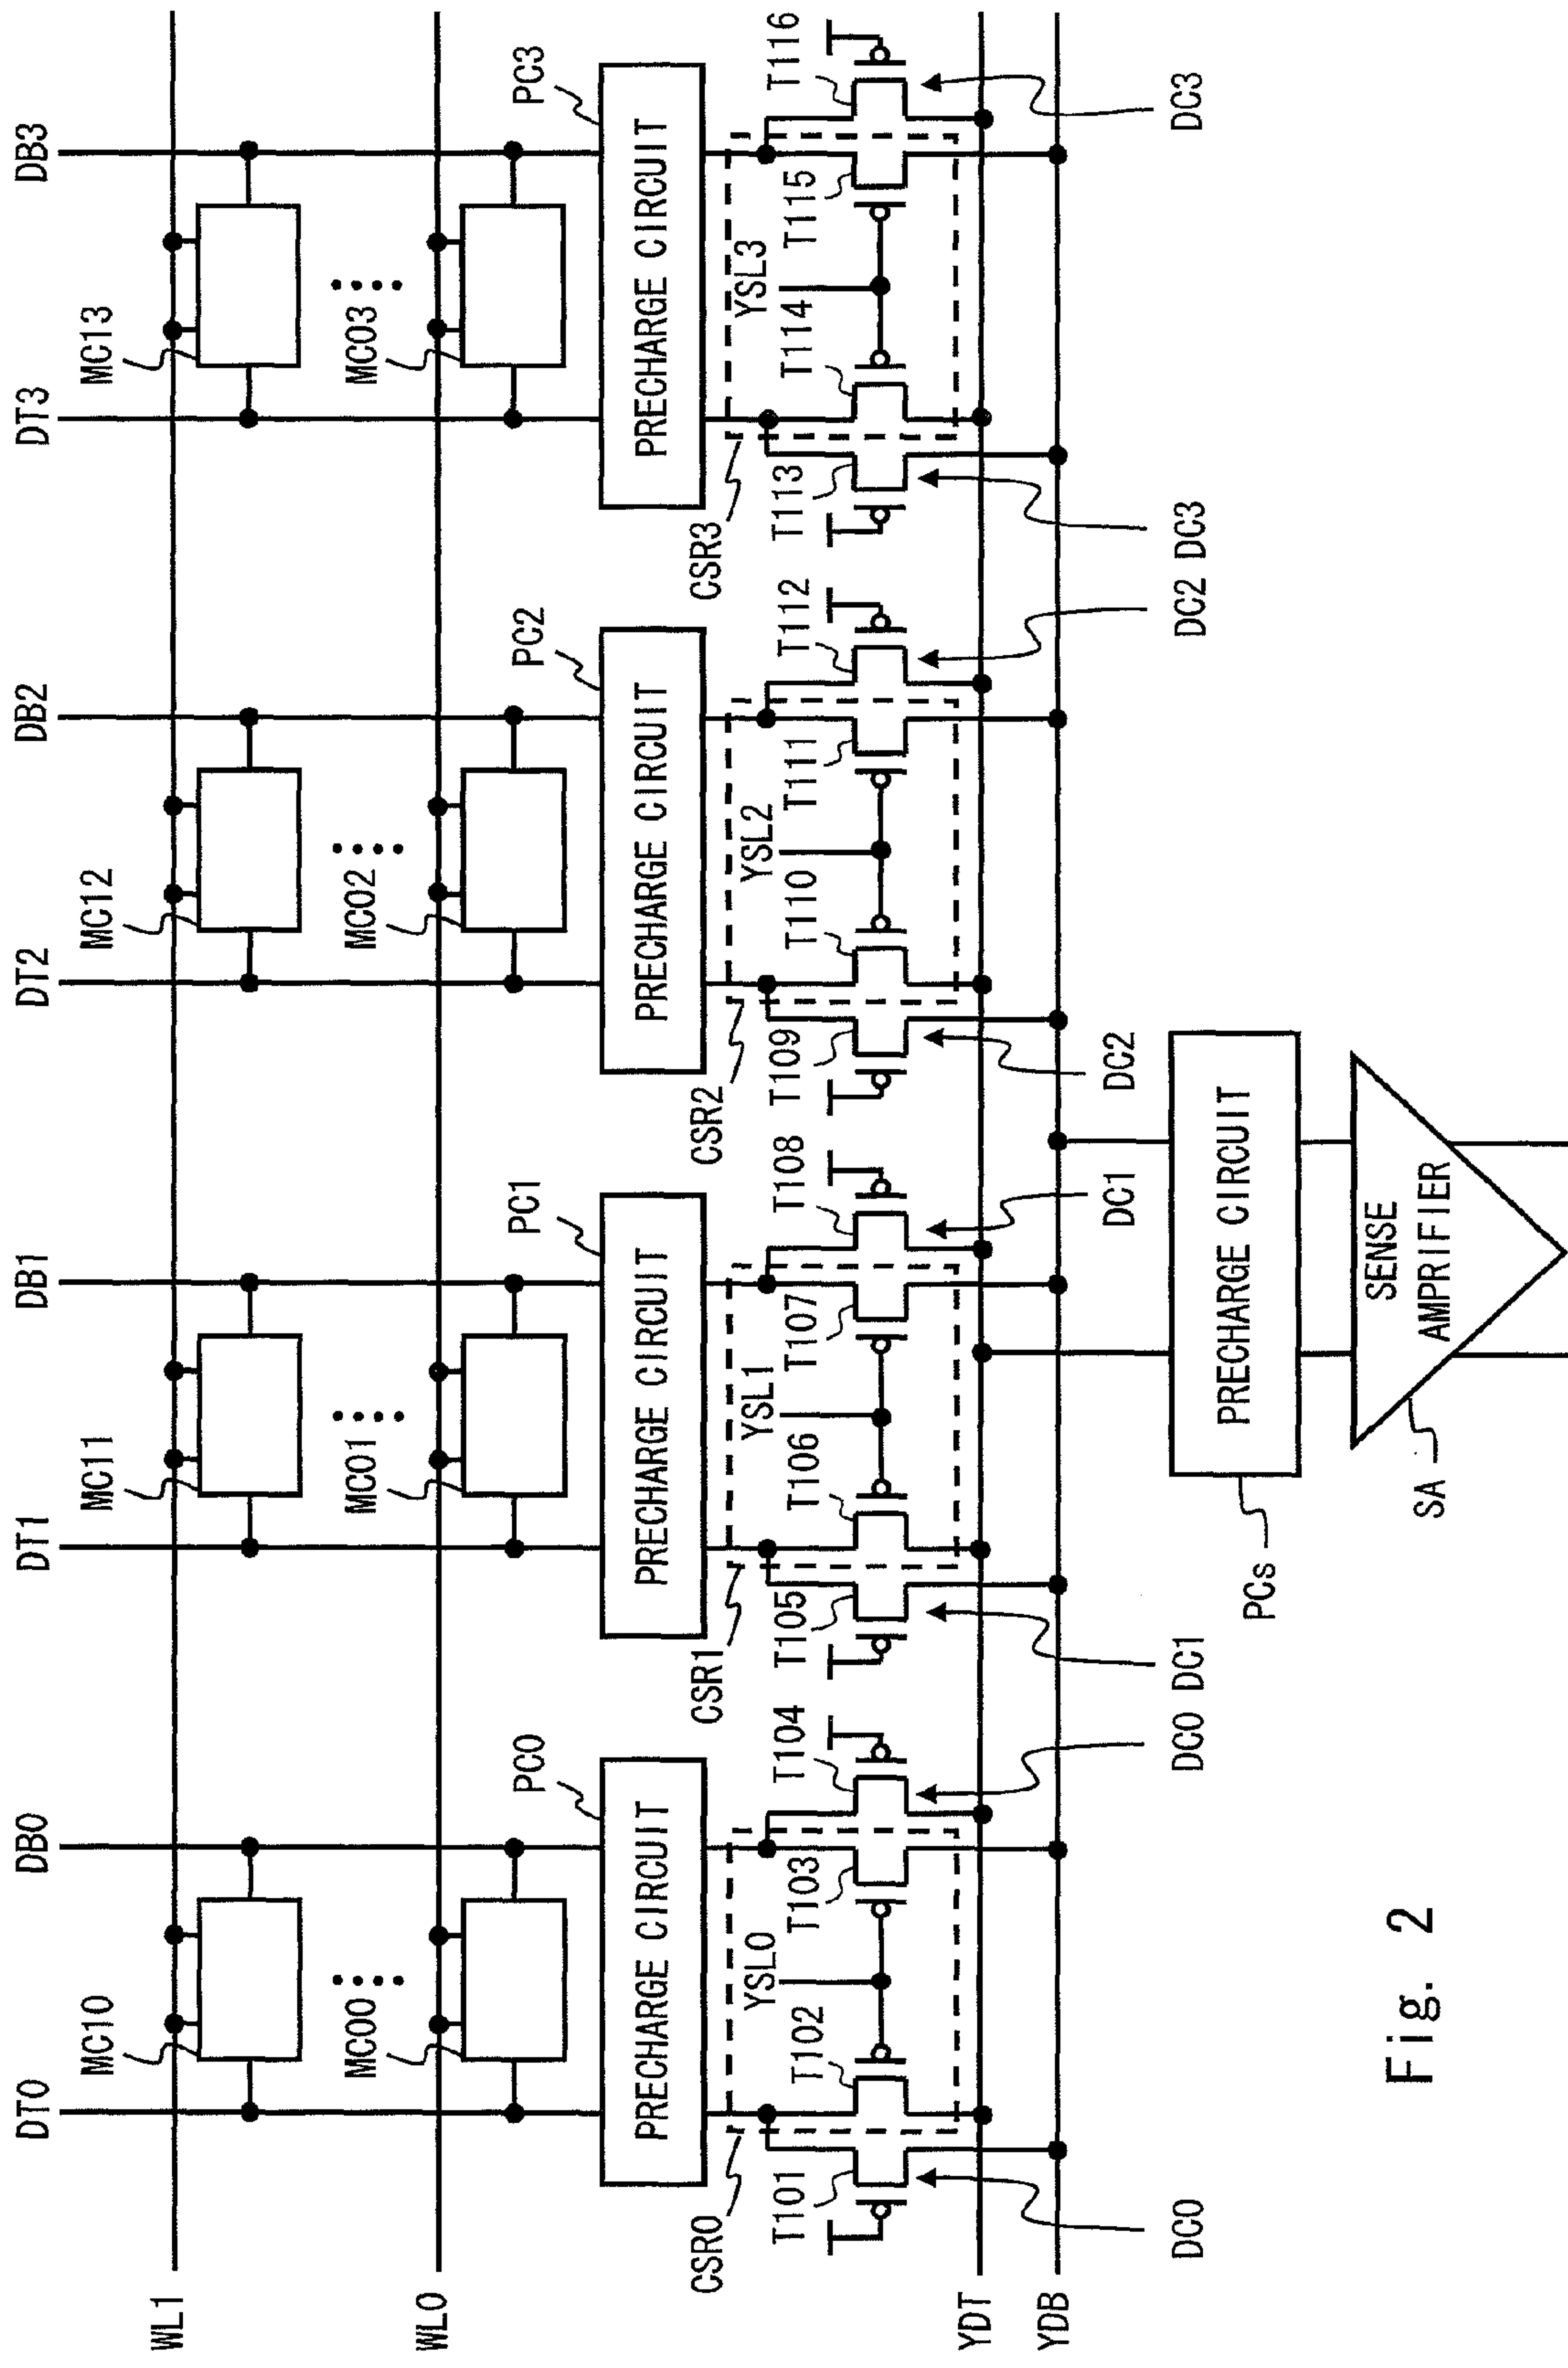 DT0 DB0 DT1 DB1 DT2 DB2 DT3 DB3
WL1
MC10 MC11 MC12 MC13
WL0
MC00 MC01 MC02 MC03
PC0 PC1 PC2 PC3
PRECHARGE CIRCUIT PRECHARGE CIRCUIT PRECHARGE CIRCUIT PRECHARGE CIRCUIT
CSR0 CSR1 CSR2 CSR3
YSL0 YSL1 YSL2 YSL3
T101 T102 T103 T104 T105 T106 T107 T108 T109 T110 T111 T112 T113 T114 T115 T116
YDT
YDB
DC0 DC0 DC1 DC1 DC2 DC2 DC3 DC3
PRECHARGE CIRCUIT
PCs
SENSE
AMPRIFIER
SA
Fig. 2